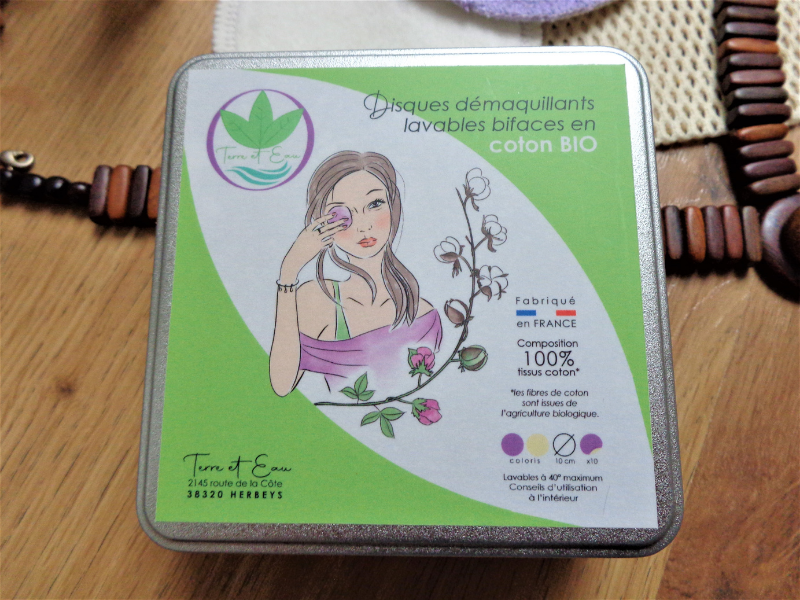 Terre et Eau
Disques démaquillants
lavables bifaces en
coton BIO
Fabriqué
en FRANCE
Composition
100%
tissus coton*
*les fibres de coton
sont issues de
l'agriculture biologique.
coloris 10 cm x10
Lavables à 40° maximum
Conseils d'utilisation
à l'intérieur
Terre et Eau
2145 route de la Côte
38320 HERBEYS